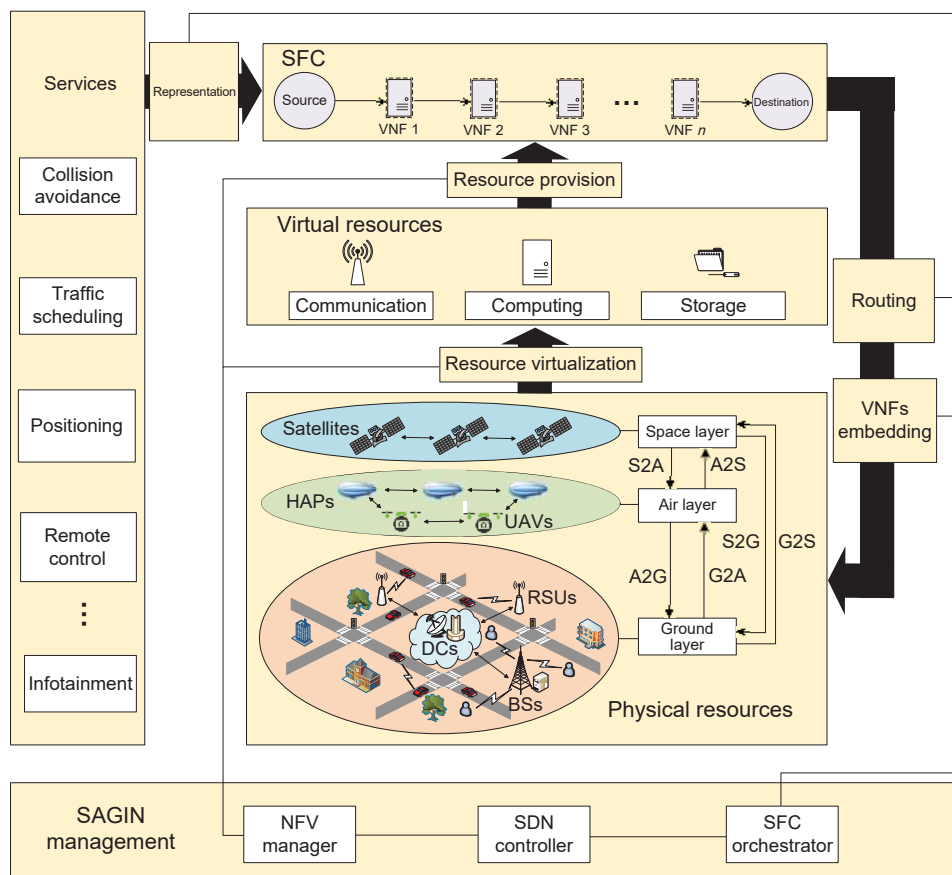 Services
Collision
avoidance
Traffic
scheduling
Positioning
Remote
control
...
Infotainment
Representation
SFC
Source
VNF 1
VNF 2
VNF 3
...
VNF n
Destination
Resource provision
Virtual resources
Communication
Computing
Storage
Resource virtualization
Routing
VNFs
embedding
Satellites
HAPs
UAVs
RSUs
DCs
BSs
Space layer
S2A
A2S
Air layer
S2G
G2S
A2G
G2A
Ground
layer
Physical resources
SAGIN
management
NFV
manager
SDN
controller
SFC
orchestrator